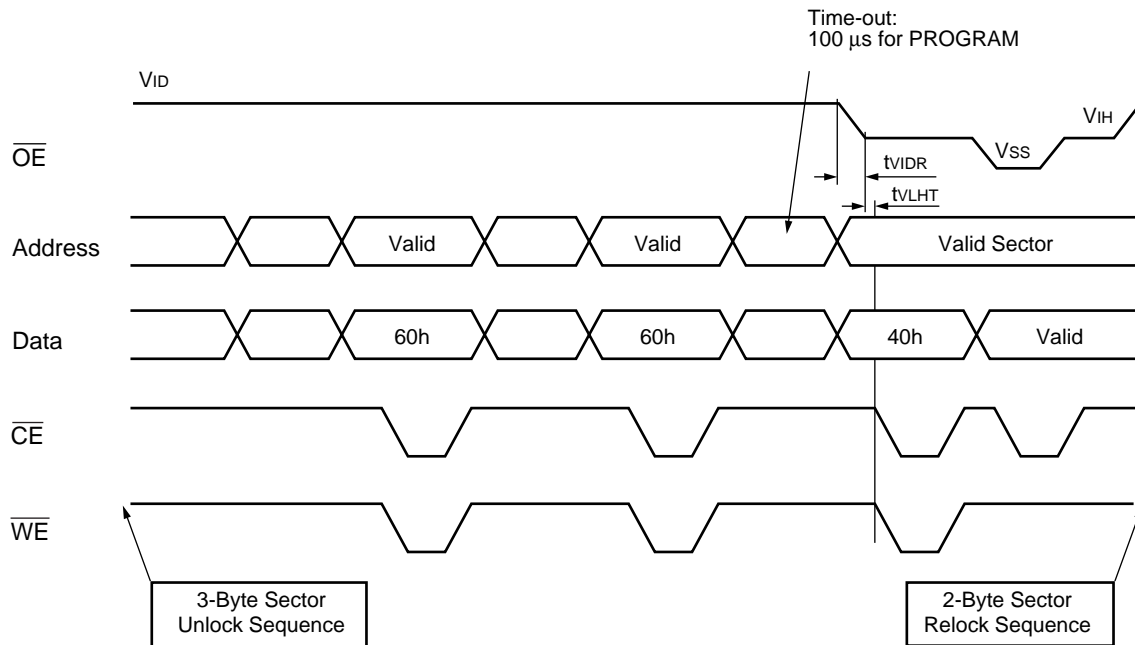 Time-out:
100 μs for PROGRAM
VID
VIH
OE
VSS
tVIDR
tVLHT
Address
Valid
Valid
Valid Sector
Data
60h
60h
40h
Valid
CE
WE
3-Byte Sector
Unlock Sequence
2-Byte Sector
Relock Sequence